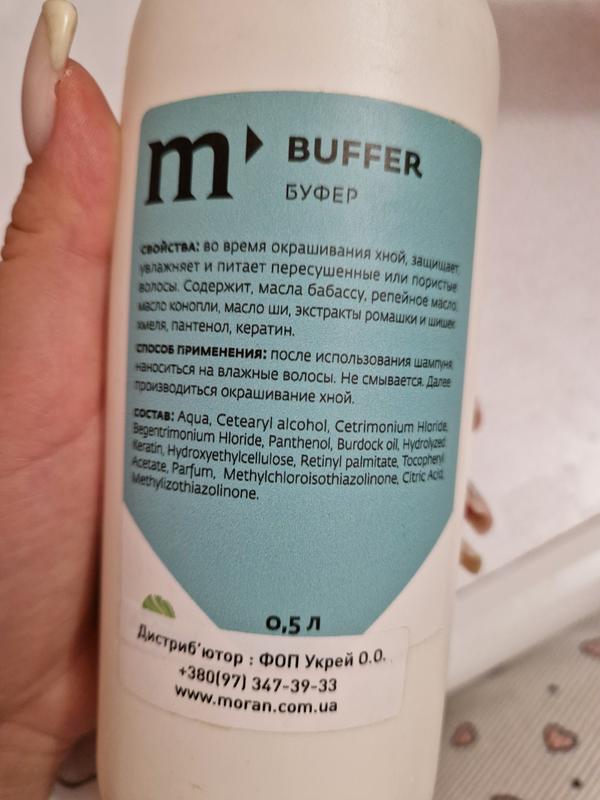 m
BUFFER
БУФЕР
СВОЙСТВА: во время окрашивания хной, защищает,
увлажняет и питает пересушенные или пористые
волосы. Содержит, масла бабассу, репейное масло,
масло конопли, масло ши, экстракты ромашки и шишек
хмеля, пантенол, кератин.
СПОСОБ ПРИМЕНЕНИЯ: после использования шампуня,
наноситься на влажные волосы. Не смывается. Далее
производиться окрашивание хной.
СОСТАВ: Aqua, Cetearyl alcohol, Cetrimonium Hloride,
Begentrimonium Hloride, Panthenol, Burdock oil, Hydrolyzed
Keratin, Hydroxyethylcellulose, Retinyl palmitate, Tocopheryl
Acetate, Parfum, Methylchloroisothiazolinone, Citric Acid,
Methylizothiazolinone.
0,5 Л
Дистриб'ютор : ФОП Укрей О.О.
+380(97) 347-39-33
www.moran.com.ua